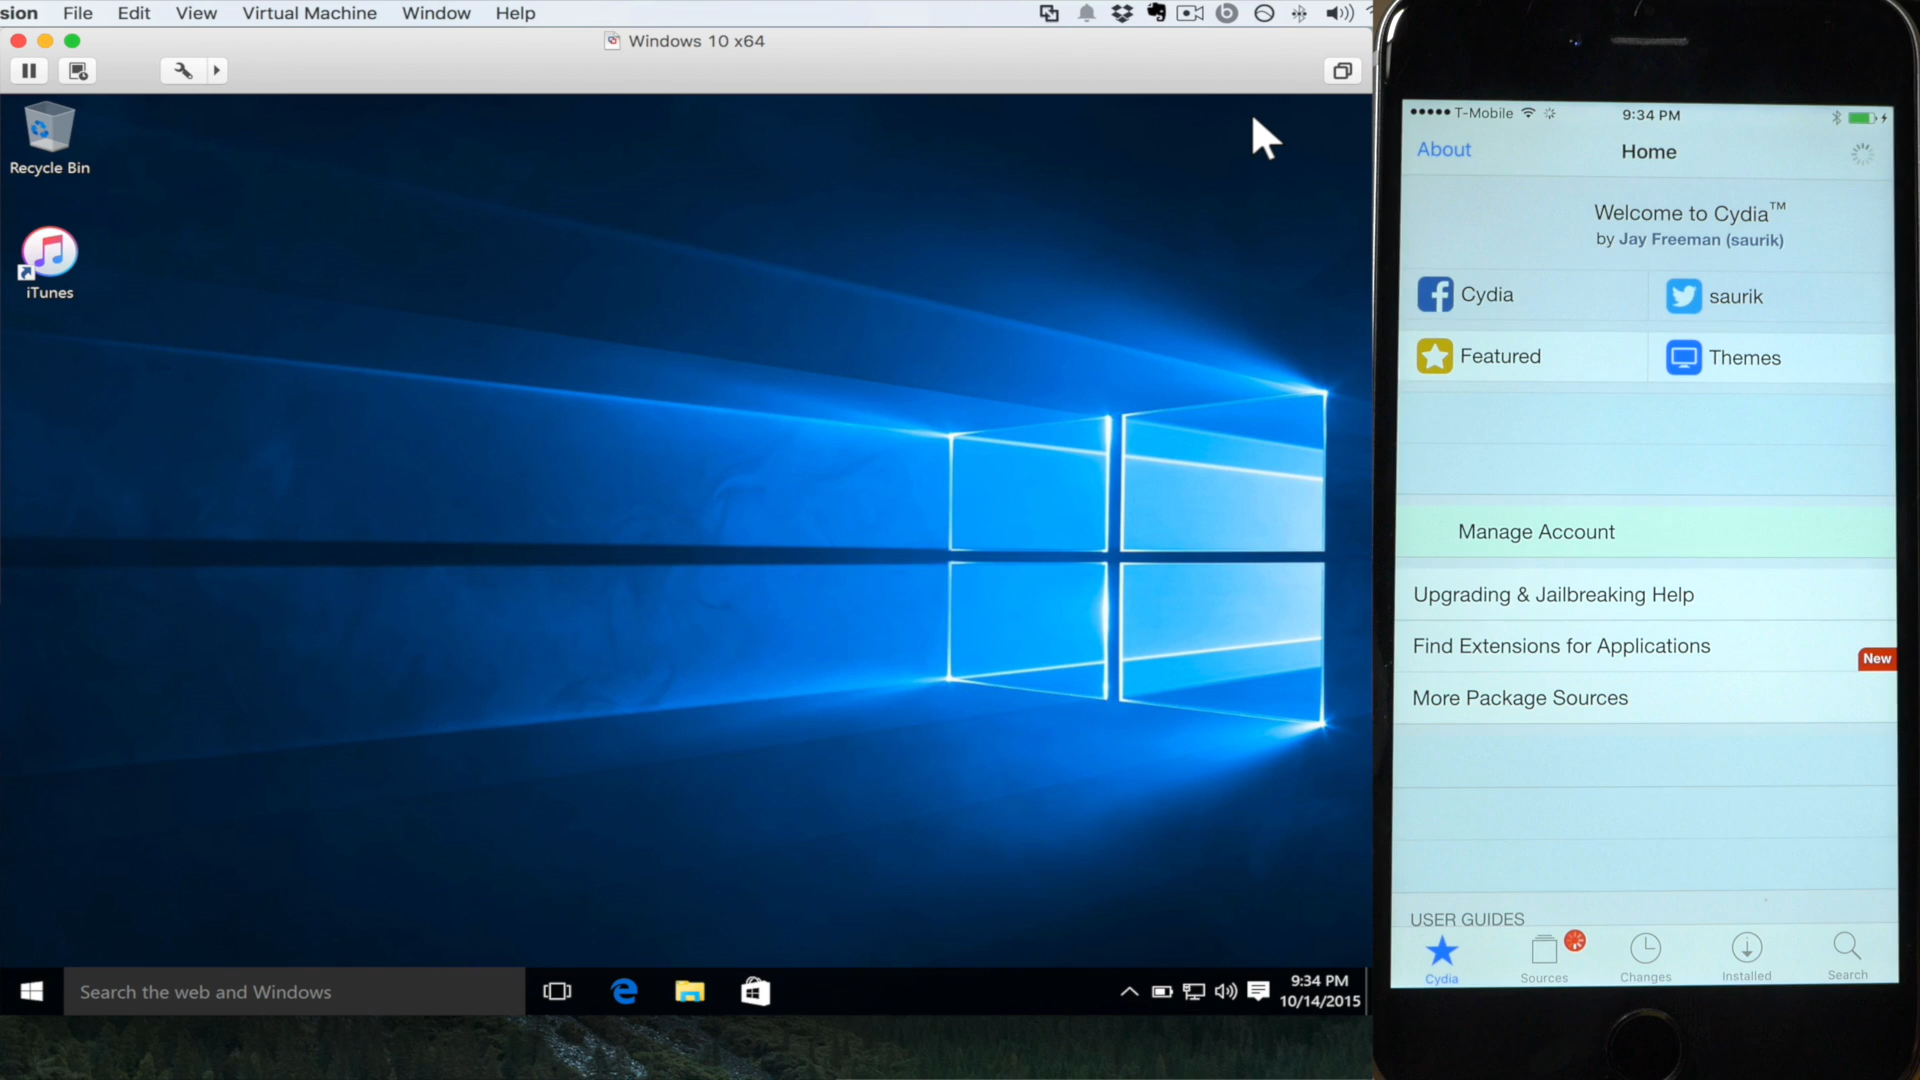 sion File Edit View Virtual Machine Window Help
Windows 10 x64
Recycle Bin
iTunes
Search the web and Windows
9:34 PM
10/14/2015
T-Mobile 9:34 PM
About Home
Welcome to Cydia™
by Jay Freeman (saurik)
Cydia saurik
Featured Themes
Manage Account
Upgrading & Jailbreaking Help
Find Extensions for Applications
New
More Package Sources
USER GUIDES
Cydia Sources Changes Installed Search